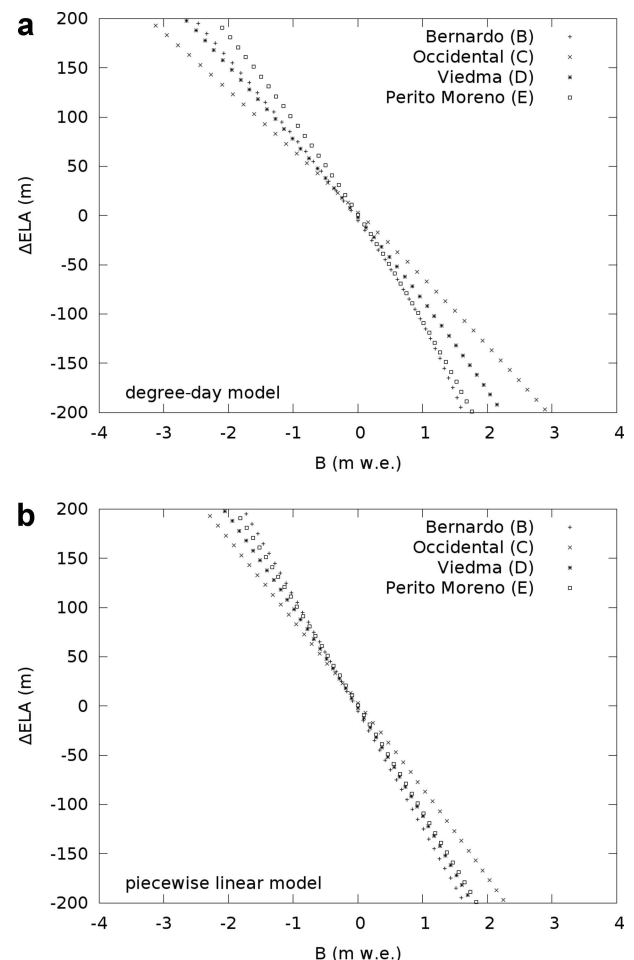 a
200
150
100
50
0
-50
-100
-150
-200
ΔELA (m)
Bernardo (B)
Occidental (C)
Viedma (D)
Perito Moreno (E)
degree-day model
-4 -3 -2 -1 0 1 2 3 4
B (m w.e.)
b
200
150
100
50
0
-50
-100
-150
-200
ΔELA (m)
Bernardo (B)
Occidental (C)
Viedma (D)
Perito Moreno (E)
piecewise linear model
-4 -3 -2 -1 0 1 2 3 4
B (m w.e.)